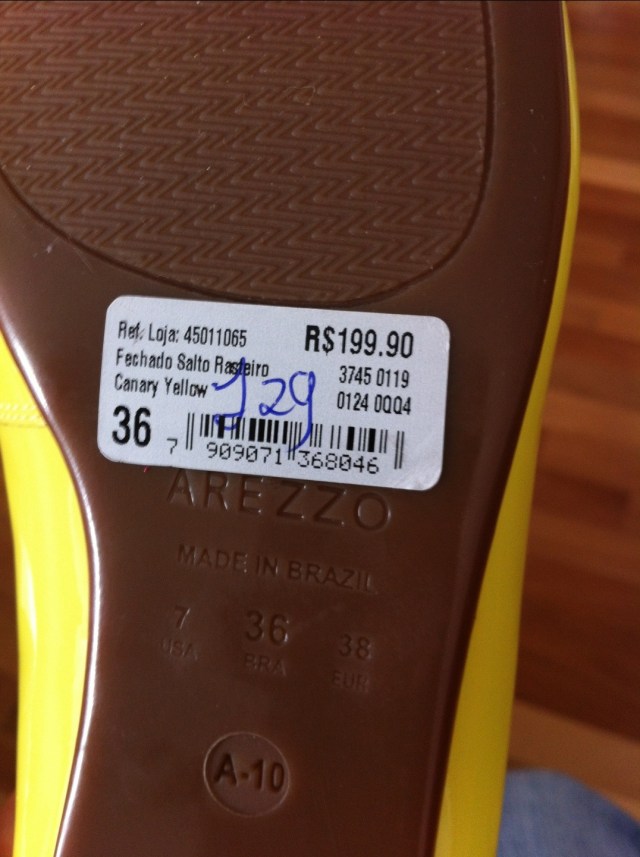 Ref. Loja: 45011065
R$199.90
Fechado Salto Rasteiro
3745 0119
Canary Yellow
0124 00Q4
129
36
7 909071 368046
AREZZO
MADE IN BRAZIL
7 36 38
USA BRA EUR
A-10